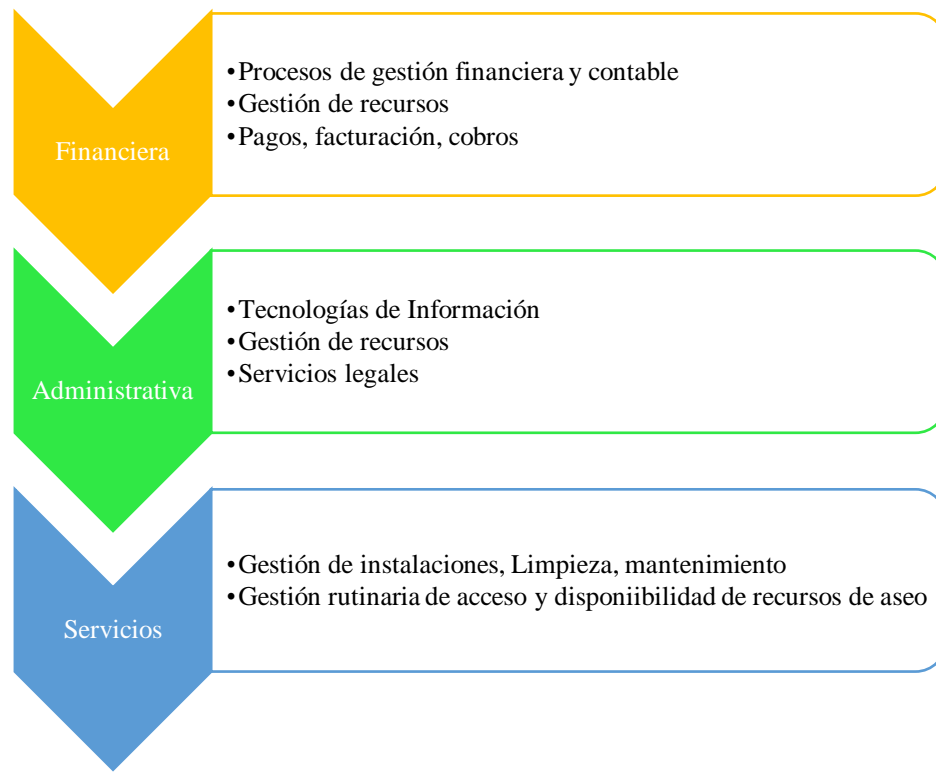 Financiera
•Procesos de gestión financiera y contable
•Gestión de recursos
•Pagos, facturación, cobros
Administrativa
•Tecnologías de Información
•Gestión de recursos
•Servicios legales
Servicios
•Gestión de instalaciones, Limpieza, mantenimiento
•Gestión rutinaria de acceso y disponiibilidad de recursos de aseo